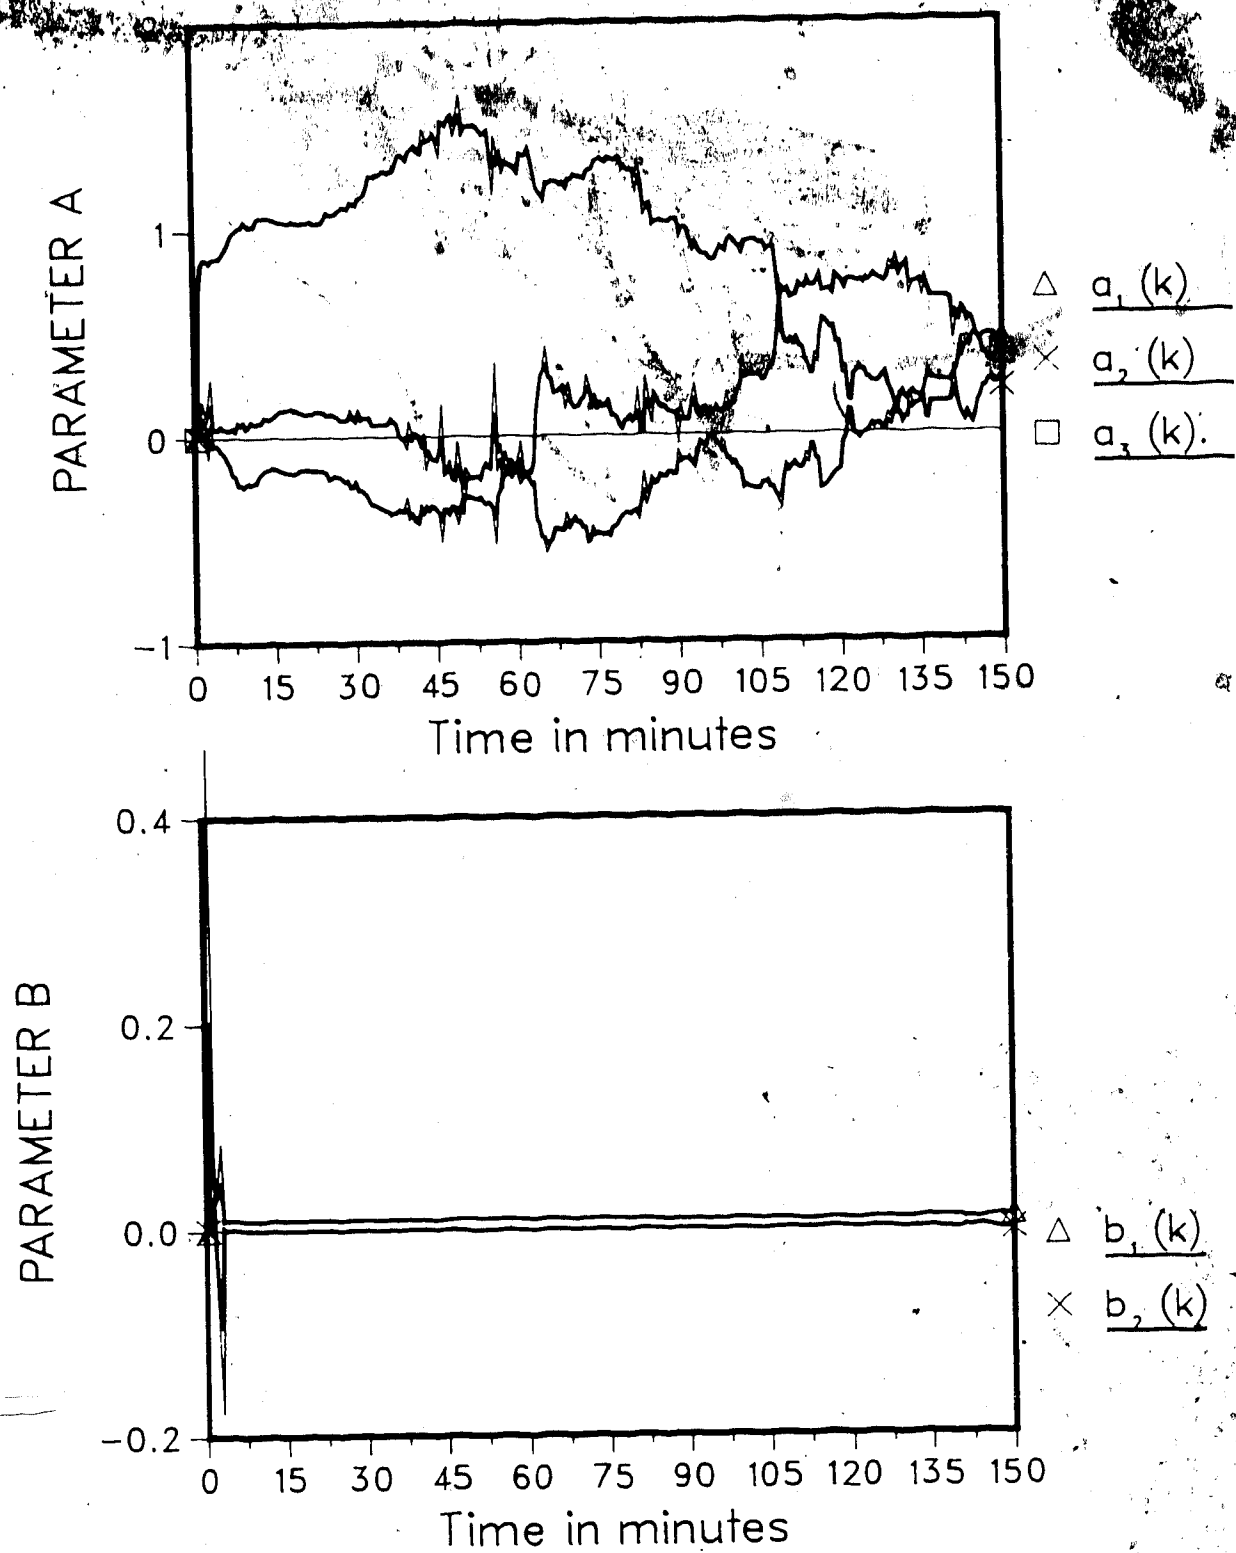 PARAMETER A
1
0
-1
0 15 30 45 60 75 90 105 120 135 150
Time in minutes
△ a₁ (k)
× a₂ (k)
□ a₃ (k).
PARAMETER B
0.4
0.2
0.0
-0.2
0 15 30 45 60 75 90 105 120 135 150
Time in minutes
△ b₁ (k)
× b₂ (k)